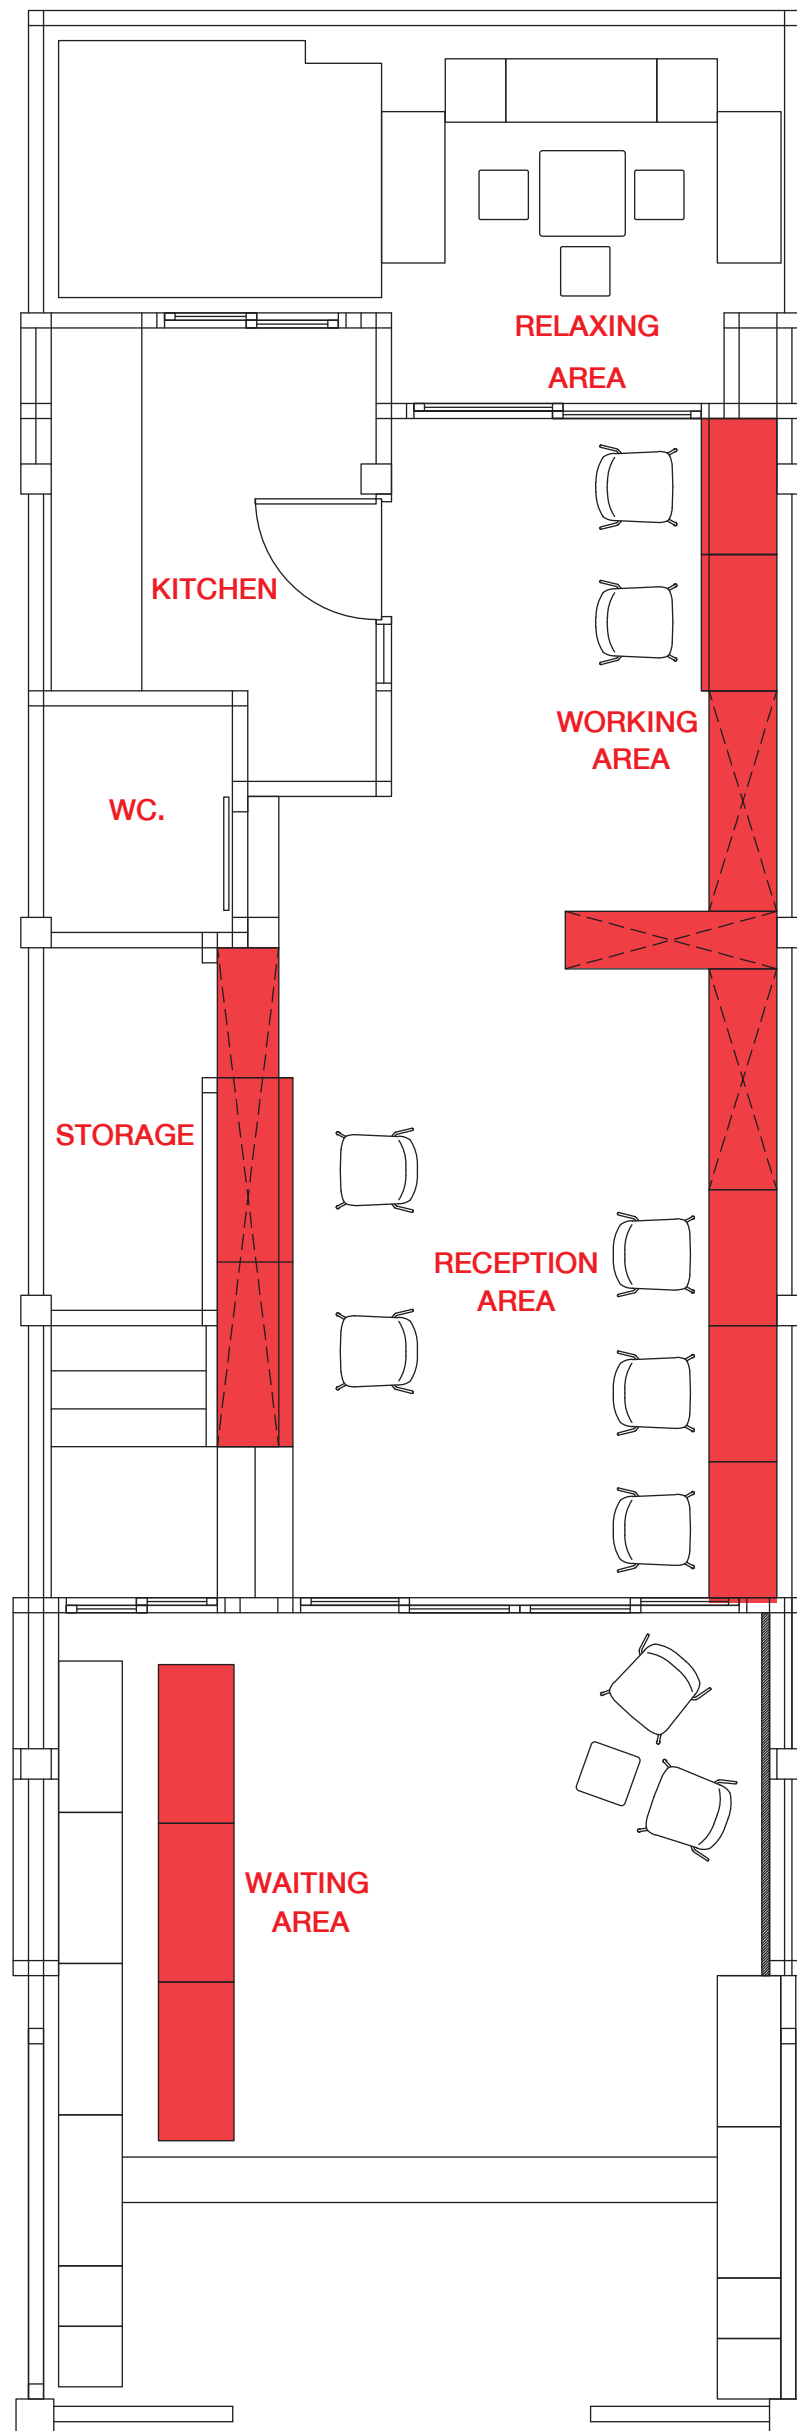 RELAXING
AREA
KITCHEN
WORKING
AREA
WC.
STORAGE
RECEPTION
AREA
WAITING
AREA